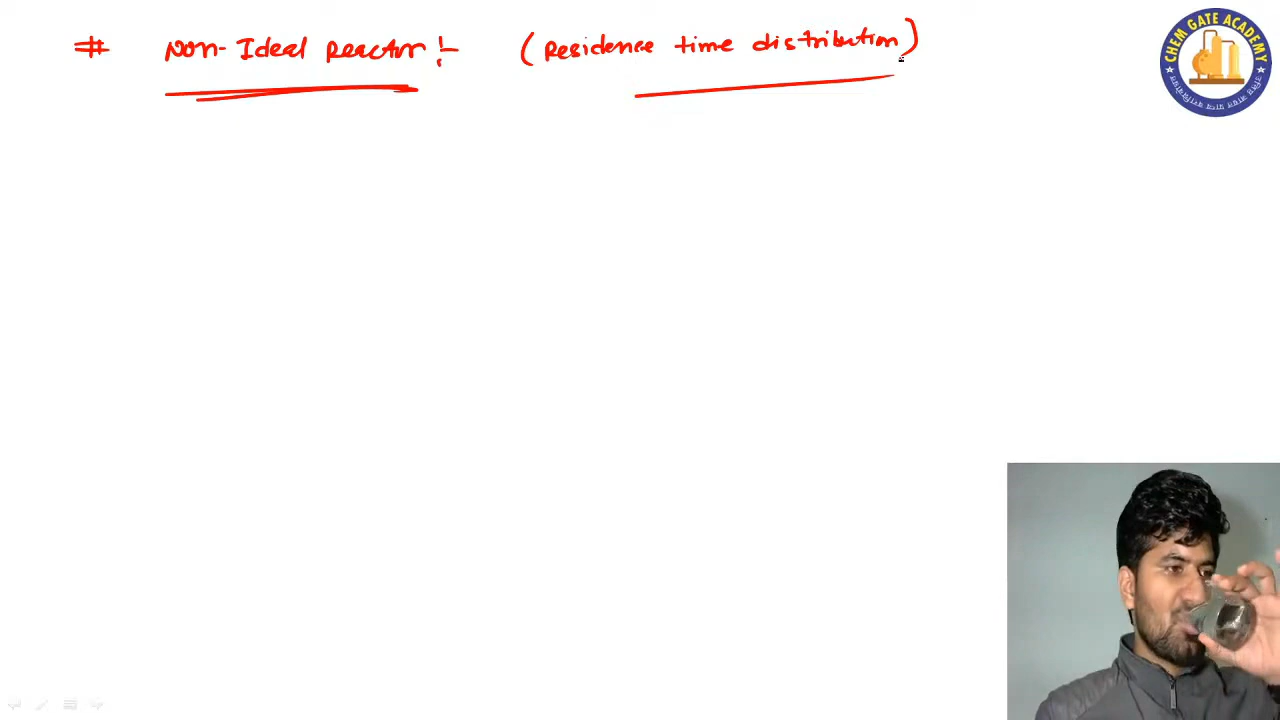 # Non-Ideal Reactor :- (Residence time distribution)
CHEM GATE ACADEMY